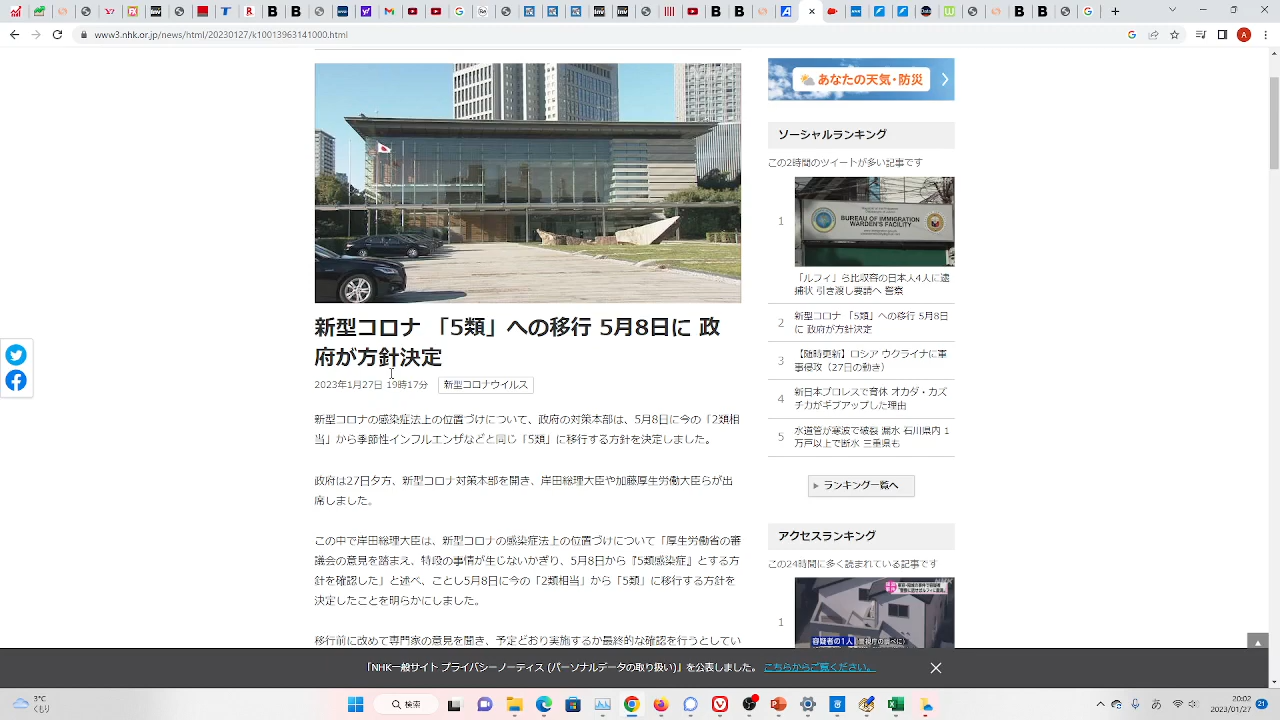 www3.nhk.or.jp/news/html/20230127/k10013963141000.html
あなたの天気・防災
ソーシャルランキング
この2時間のツイートが多い記事です
1
BUREAU OF IMMIGRATION
WARDEN'S FACILITY
「ルフィ」ら比収容の日本人4人に逮
捕状 引き渡し要請へ 警察
2
新型コロナ 「5類」への移行 5月8日
に 政府が方針決定
3
【随時更新】ロシア ウクライナに軍
事侵攻（27日の動き）
4
新日本プロレスで育休 オカダ・カズ
チカがギブアップした理由
5
水道管が寒波で破裂 漏水 石川県内 1
万戸以上で断水 三重県も
ランキング一覧へ
アクセスランキング
この24時間に多く読まれている記事です
1
容疑者の1人
新型コロナ 「5類」への移行 5月8日に 政
府が方針決定
2023年1月27日 19時17分
新型コロナウイルス
新型コロナの感染症法上の位置づけについて、政府の対策本部は、5月8日に今の「2類相
当」から季節性インフルエンザなどと同じ「5類」に移行する方針を決定しました。
政府は27日夕方、新型コロナ対策本部を開き、岸田総理大臣や加藤厚生労働大臣らが出
席しました。
この中で岸田総理大臣は、新型コロナの感染症法上の位置づけについて「厚生労働省の審
議会の意見を踏まえ、特段の事情が生じないかぎり、5月8日から『5類感染症』とする方
針を確認した」と述べ、ことし5月8日に今の「2類相当」から「5類」に移行する方針を
決定したことを明らかにしました。
移行前に改めて専門家の意見を聞き、予定どおり実施するか最終的な確認を行うとしてい
「NHK一般サイト プライバシーノーティス（パーソナルデータの取り扱い）」を公表しました。 こちらからご覧ください。
3℃
くもり
検索
20:02
2023/01/27
21